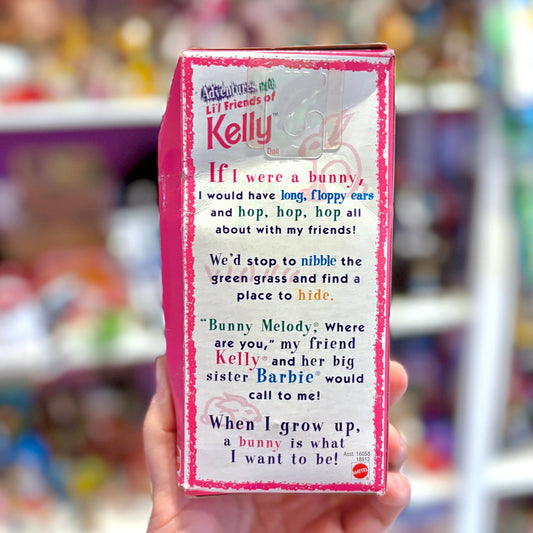 Adventures with
Li'l Friends of
Kelly™
Doll
If I were a bunny,
I would have long, floppy ears
and hop, hop, hop all
about with my friends!
We'd stop to nibble the
green grass and find a
place to hide.
"Bunny Melody,® Where
are you," my friend
Kelly® and her big
sister Barbie® would
call to me!
When I grow up,
a bunny is what
I want to be!
Asst. 16058
18912
MATTEL